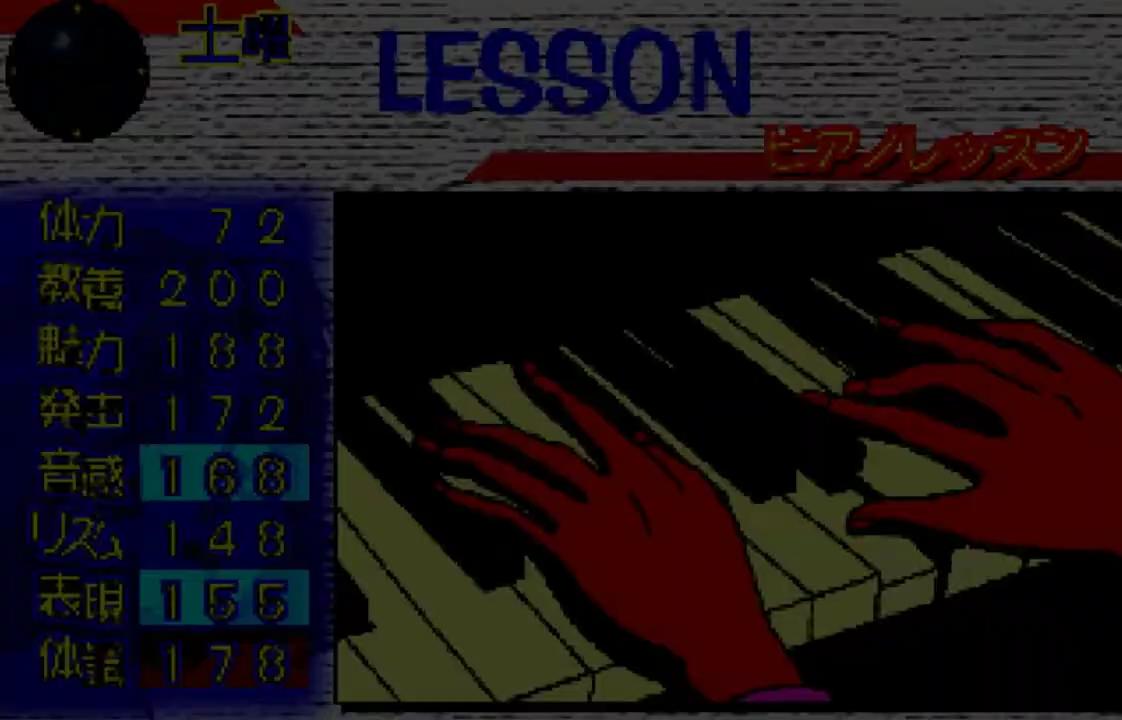 土曜
LESSON
ピアノレッスン
体力 72
教養 200
魅力 188
発声 172
音感 168
リズム 148
表現 155
体調 178